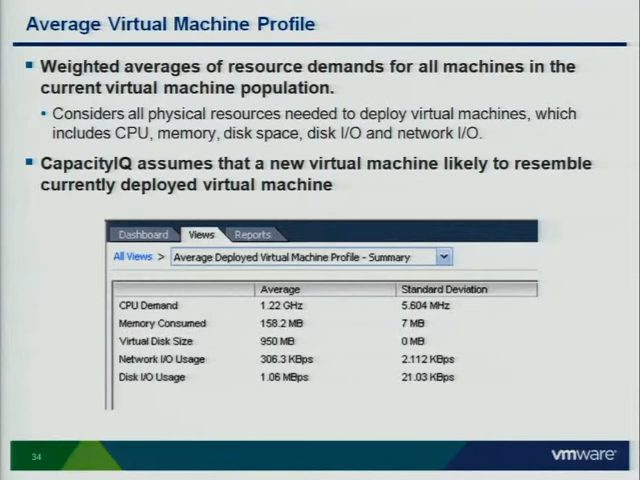 Average Virtual Machine Profile
Weighted averages of resource demands for all machines in the
current virtual machine population.
Considers all physical resources needed to deploy virtual machines, which
includes CPU, memory, disk space, disk I/O and network I/O.
CapacityIQ assumes that a new virtual machine likely to resemble
currently deployed virtual machine
Dashboard Views Reports
All Views > Average Deployed Virtual Machine Profile - Summary
Average Standard Deviation
CPU Demand 1.22 GHz 5.604 MHz
Memory Consumed 158.2 MB 7 MB
Virtual Disk Size 950 MB 0 MB
Network I/O Usage 306.3 KBps 2.112 KBps
Disk I/O Usage 1.06 MBps 21.03 KBps
34 vmware